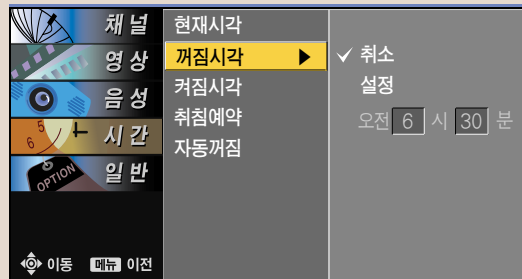 채널
영상
음성
시간
일반
5
6
OPTION
이동 메뉴 이전
현재시각
꺼짐시각 ▶
켜짐시각
취침예약
자동꺼짐
✓ 취소
설정
오전 6 시 30 분